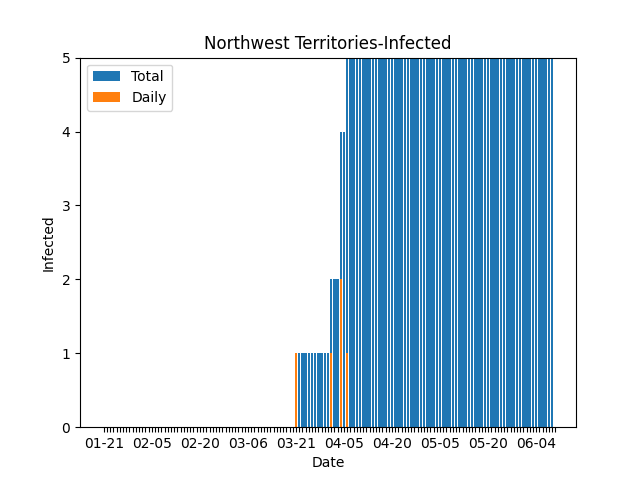 Northwest Territories-Infected
Total
Daily
5
4
3
2
1
0
Infected
01-21 02-05 02-20 03-06 03-21 04-05 04-20 05-05 05-20 06-04
Date